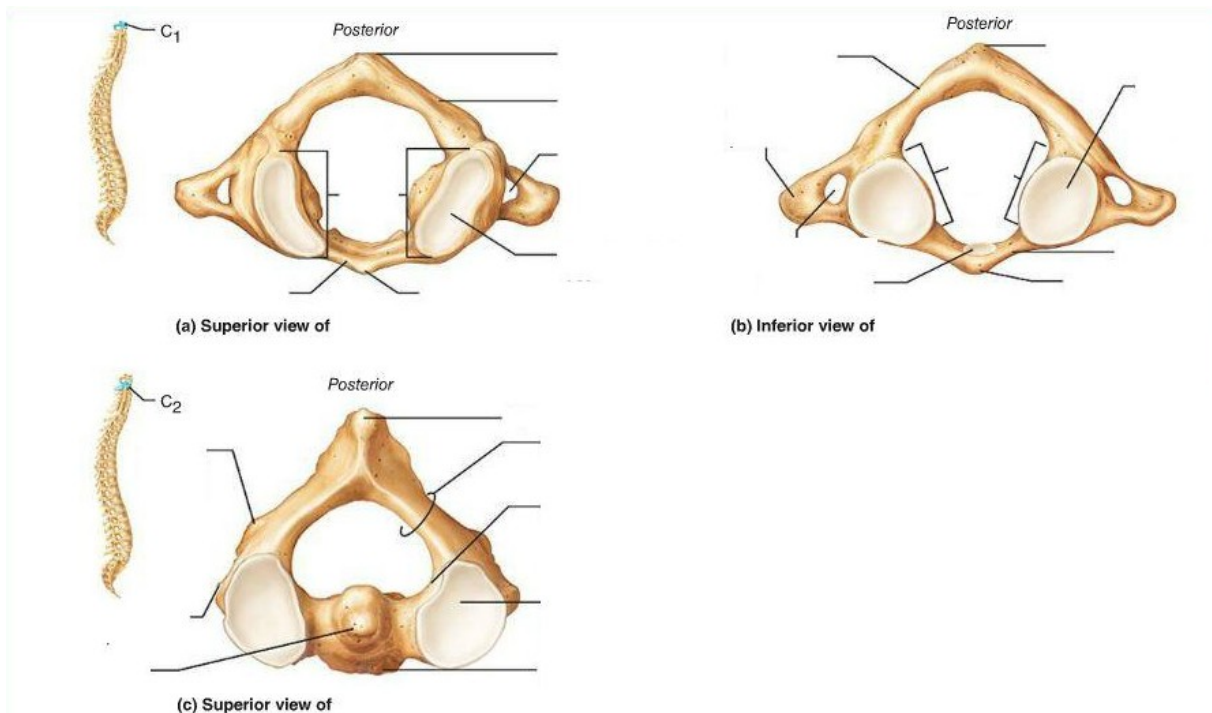 C1
Posterior
(a) Superior view of
Posterior
(b) Inferior view of
C2
Posterior
(c) Superior view of